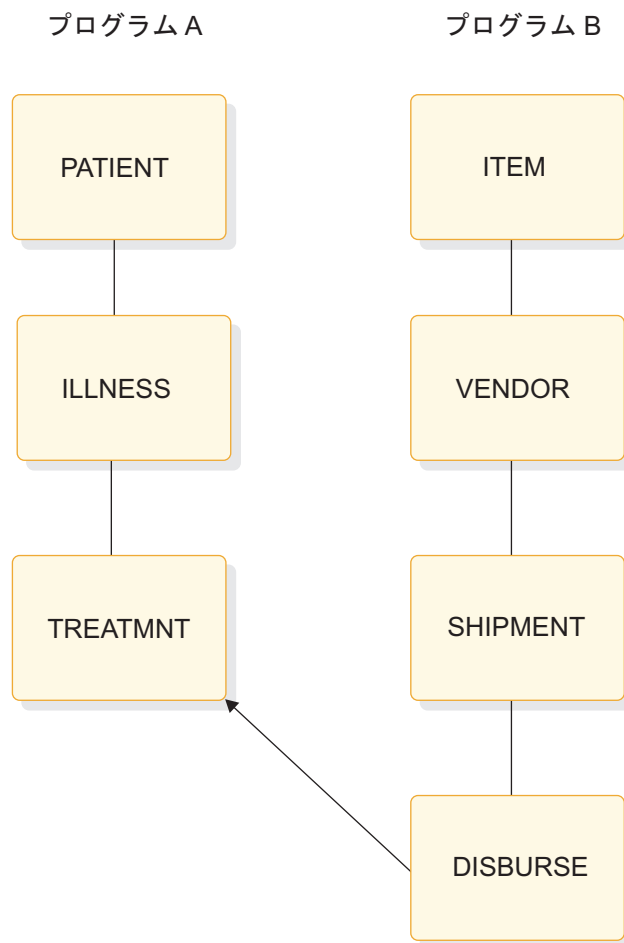 プログラム A
プログラム B
PATIENT
ITEM
ILLNESS
VENDOR
TREATMNT
SHIPMENT
DISBURSE